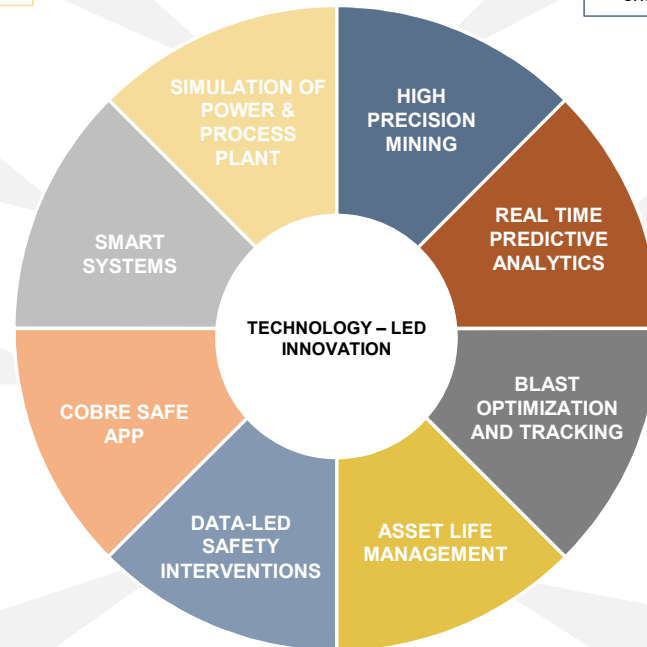 SIMULATION OF
POWER &
PROCESS
PLANT
HIGH
PRECISION
MINING
REAL TIME
PREDICTIVE
ANALYTICS
SMART
SYSTEMS
TECHNOLOGY – LED
INNOVATION
BLAST
OPTIMIZATION
AND TRACKING
COBRE SAFE
APP
DATA-LED
SAFETY
INTERVENTIONS
ASSET LIFE
MANAGEMENT